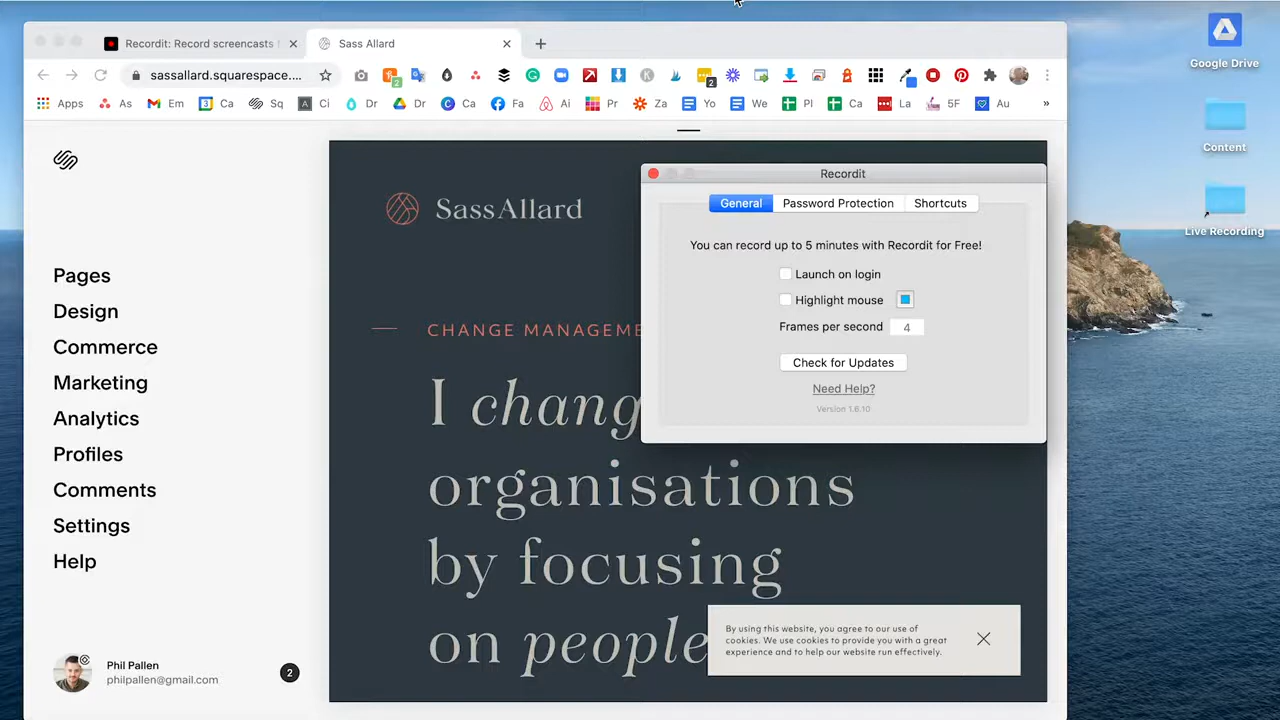 Recordit: Record screencasts
Sass Allard
sassallard.squarespace....
2
2
Apps
As
Em
Ca
Sq
Ci
Dr
Dr
Ca
Fa
Ai
Pr
Za
Yo
We
Pl
Ca
La
5F
Au
»
Google Drive
Content
Live Recording
Pages
Design
Commerce
Marketing
Analytics
Profiles
Comments
Settings
Help
Phil Pallen
philpallen@gmail.com
2
SassAllard
CHANGE MANAGEME
I chang
organisations
by focusing
on people
Recordit
General
Password Protection
Shortcuts
You can record up to 5 minutes with Recordit for Free!
Launch on login
Highlight mouse
Frames per second
4
Check for Updates
Need Help?
Version 1.6.10
By using this website, you agree to our use of
cookies. We use cookies to provide you with a great
experience and to help our website run effectively.